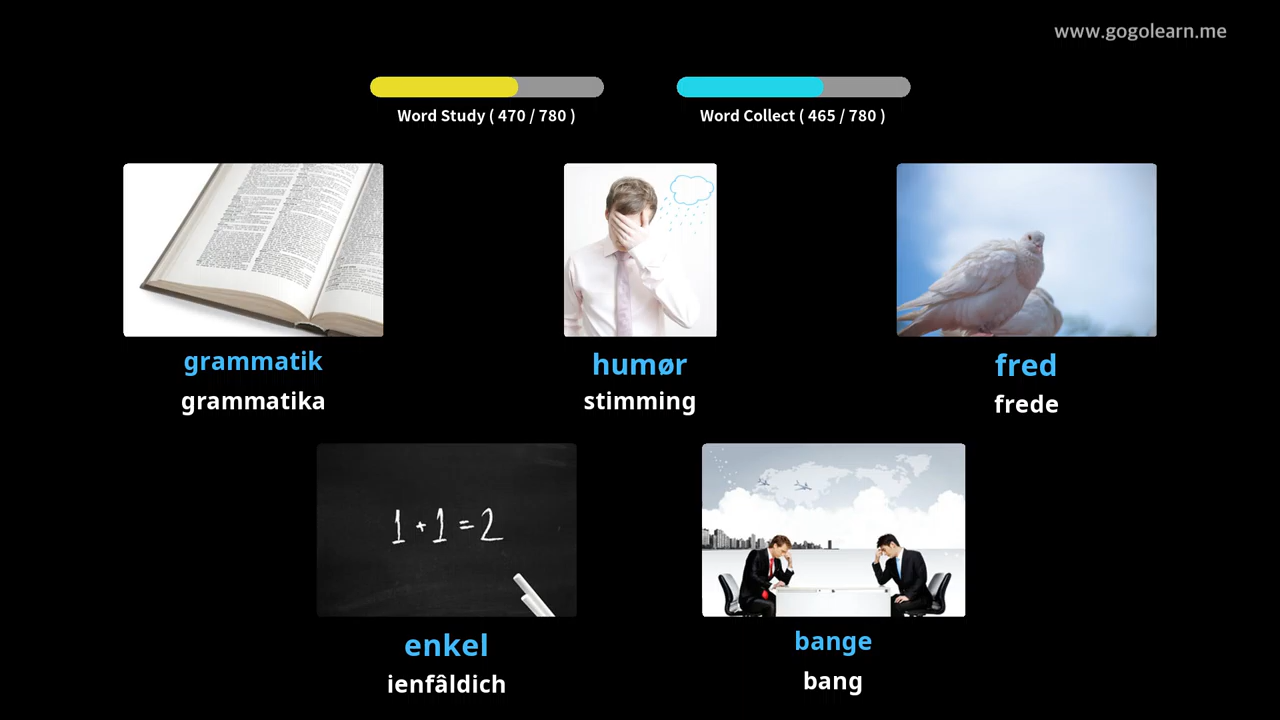 www.gogolearn.me
Word Study ( 470 / 780 )
Word Collect ( 465 / 780 )
grammatik
grammatika
humør
stimming
fred
frede
1 + 1 = 2
enkel
ienfâldich
bange
bang